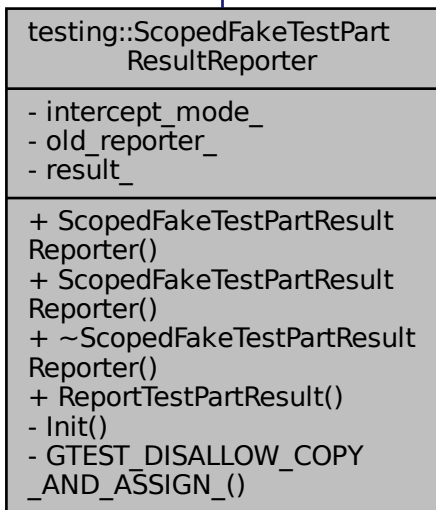 testing::ScopedFakeTestPart
ResultReporter
- intercept_mode_
- old_reporter_
- result_
+ ScopedFakeTestPartResult
Reporter()
+ ScopedFakeTestPartResult
Reporter()
+ ~ScopedFakeTestPartResult
Reporter()
+ ReportTestPartResult()
- Init()
- GTEST_DISALLOW_COPY
_AND_ASSIGN_()